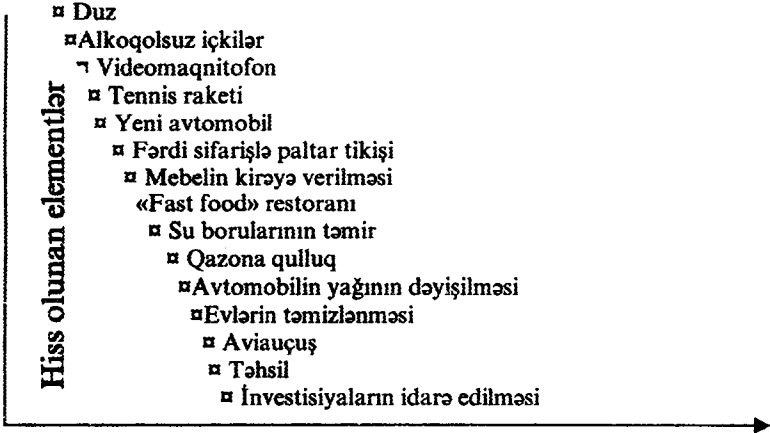 ¤ Duz
¤Alkoqolsuz içkilər
¬ Videomaqnitofon
¤ Tennis raketi
¤ Yeni avtomobil
¤ Fərdi sifarişlə paltar tikişi
¤ Mebelin kirəyə verilməsi
«Fast food» restoranı
¤ Su borularının təmir
¤ Qazona qulluq
¤Avtomobilin yağının dəyişilməsi
¤Evlərin təmizlənməsi
¤ Aviauçuş
¤ Təhsil
¤ İnvestisiyaların idarə edilməsi
Hiss olunan elementlər